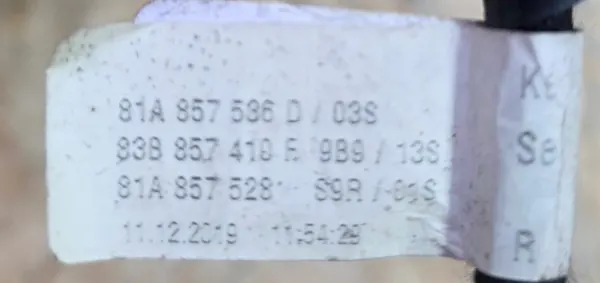 81A 857 536 D / 03S
83B 857 410 9B9 / 13S
81A 857 528 S9R /
11.12.2019 11:54:29
Se
R